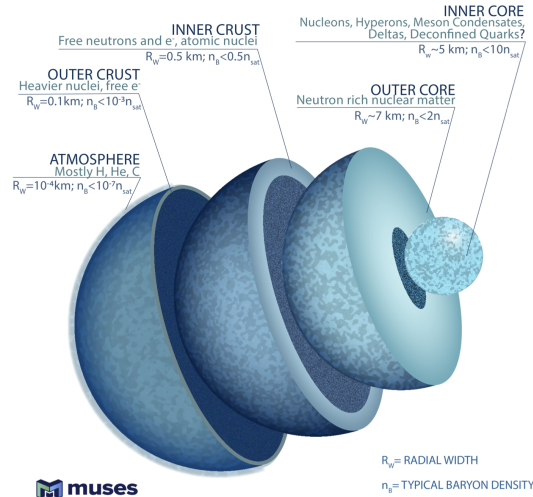 INNER CORE
Nucleons, Hyperons, Meson Condensates,
Deltas, Deconfined Quarks?
R_W~5 km; n_B<10n_sat
INNER CRUST
Free neutrons and e⁻, atomic nuclei
R_W=0.5 km; n_B<0.5n_sat
OUTER CRUST
Heavier nuclei, free e⁻
R_W=0.1km; n_B<10⁻³n_sat
OUTER CORE
Neutron rich nuclear matter
R_W~7 km; n_B<2n_sat
ATMOSPHERE
Mostly H, He, C
R_W=10⁻⁴km; n_B<10⁻⁷n_sat
R_W= RADIAL WIDTH
n_B= TYPICAL BARYON DENSITY
muses